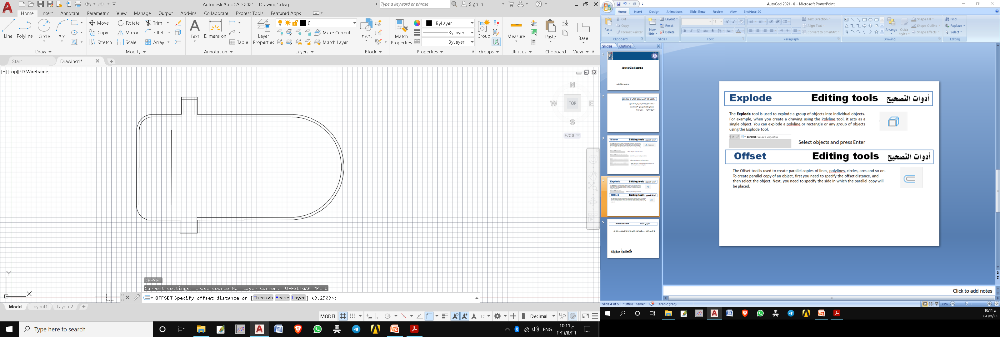 Autodesk AutoCAD 2021 Drawing1.dwg
Type a keyword or phrase
Sign In
Home Insert Annotate Parametric View Manage Output Add-ins Collaborate Express Tools Featured Apps
Line Polyline Circle Arc
Move Rotate Trim
Copy Mirror Fillet
Stretch Scale Array
Text Dimension Table
Layer Properties
0
Make Current
Match Layer
Insert
Match Properties
ByLayer
ByLayer
ByLayer
Group Measure Paste Base
Draw Modify Annotation Layers Block Properties Groups Utilities Clipboard View
Start Drawing1*
[−][Top][2D Wireframe]
N
W TOP E
S
WCS
Y
X
OFFSET
Current settings: Erase source=No Layer=Current OFFSETGAPTYPE=0
OFFSET Specify offset distance or [Through Erase Layer] <0.2500>:
Model Layout1 Layout2
MODEL 1:1 Decimal
Type here to search
ENG
10:11 م
٢٠٢١/١١/٢٦
AutoCad 2021- 6 - Microsoft PowerPoint
Home Insert Design Animations Slide Show Review View EndNote 20
Paste
Cut
Copy
Format Painter
New Slide
Layout
Reset
Delete
18
Text Direction
Align Text
Convert to SmartArt
Arrange
Quick Styles
Shape Fill
Shape Outline
Shape Effects
Find
Replace
Select
Clipboard Slides Font Paragraph Drawing Editing
Slides Outline
1
AutoCad 2021
2
3
Mirror Editing tools أدوات التصحيح
4
Explode Editing tools أدوات التصحيح
Offset Editing tools أدوات التصحيح
5
AutoCAD 2021 الدرس القادم ...
شكراً جزيلا
Explode Editing tools أدوات التصحيح
The Explode tool is used to explode a group of objects into individual objects.
For example, when you create a drawing using the Polyline tool, it acts as a
single object. You can explode a polyline or rectangle or any group of objects
using the Explode tool.
EXPLODE Select objects:
Select objects and press Enter
Offset Editing tools أدوات التصحيح
The Offset tool is used to create parallel copies of lines, polylines, circles, arcs and so on.
To create parallel copy of an object, first you need to specify the offset distance, and
then select the object. Next, you need to specify the side in which the parallel copy will
be placed.
Click to add notes
Slide 4 of 5 "Office Theme" Arabic (Iraq)
73%
10:11 م
٢٠٢١/١١/٢٦